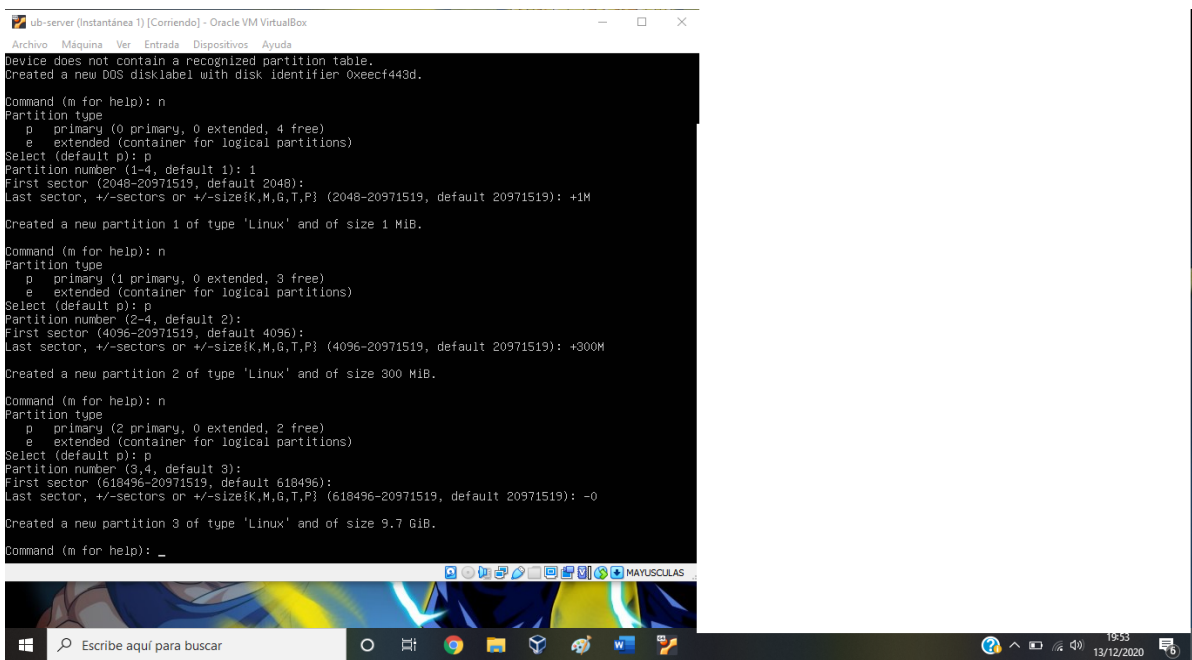 ub-server (Instantánea 1) [Corriendo] - Oracle VM VirtualBox
Archivo Máquina Ver Entrada Dispositivos Ayuda
Device does not contain a recognized partition table.
Created a new DOS disklabel with disk identifier 0xeecf443d.
Command (m for help): n
Partition type
p primary (0 primary, 0 extended, 4 free)
e extended (container for logical partitions)
Select (default p): p
Partition number (1-4, default 1): 1
First sector (2048-20971519, default 2048):
Last sector, +/-sectors or +/-size{K,M,G,T,P} (2048-20971519, default 20971519): +1M
Created a new partition 1 of type 'Linux' and of size 1 MiB.
Command (m for help): n
Partition type
p primary (1 primary, 0 extended, 3 free)
e extended (container for logical partitions)
Select (default p): p
Partition number (2-4, default 2):
First sector (4096-20971519, default 4096):
Last sector, +/-sectors or +/-size{K,M,G,T,P} (4096-20971519, default 20971519): +300M
Created a new partition 2 of type 'Linux' and of size 300 MiB.
Command (m for help): n
Partition type
p primary (2 primary, 0 extended, 2 free)
e extended (container for logical partitions)
Select (default p): p
Partition number (3,4, default 3):
First sector (618496-20971519, default 618496):
Last sector, +/-sectors or +/-size{K,M,G,T,P} (618496-20971519, default 20971519): -0
Created a new partition 3 of type 'Linux' and of size 9.7 GiB.
Command (m for help): _
MAYUSCULAS
Escribe aquí para buscar
19:53
13/12/2020
6